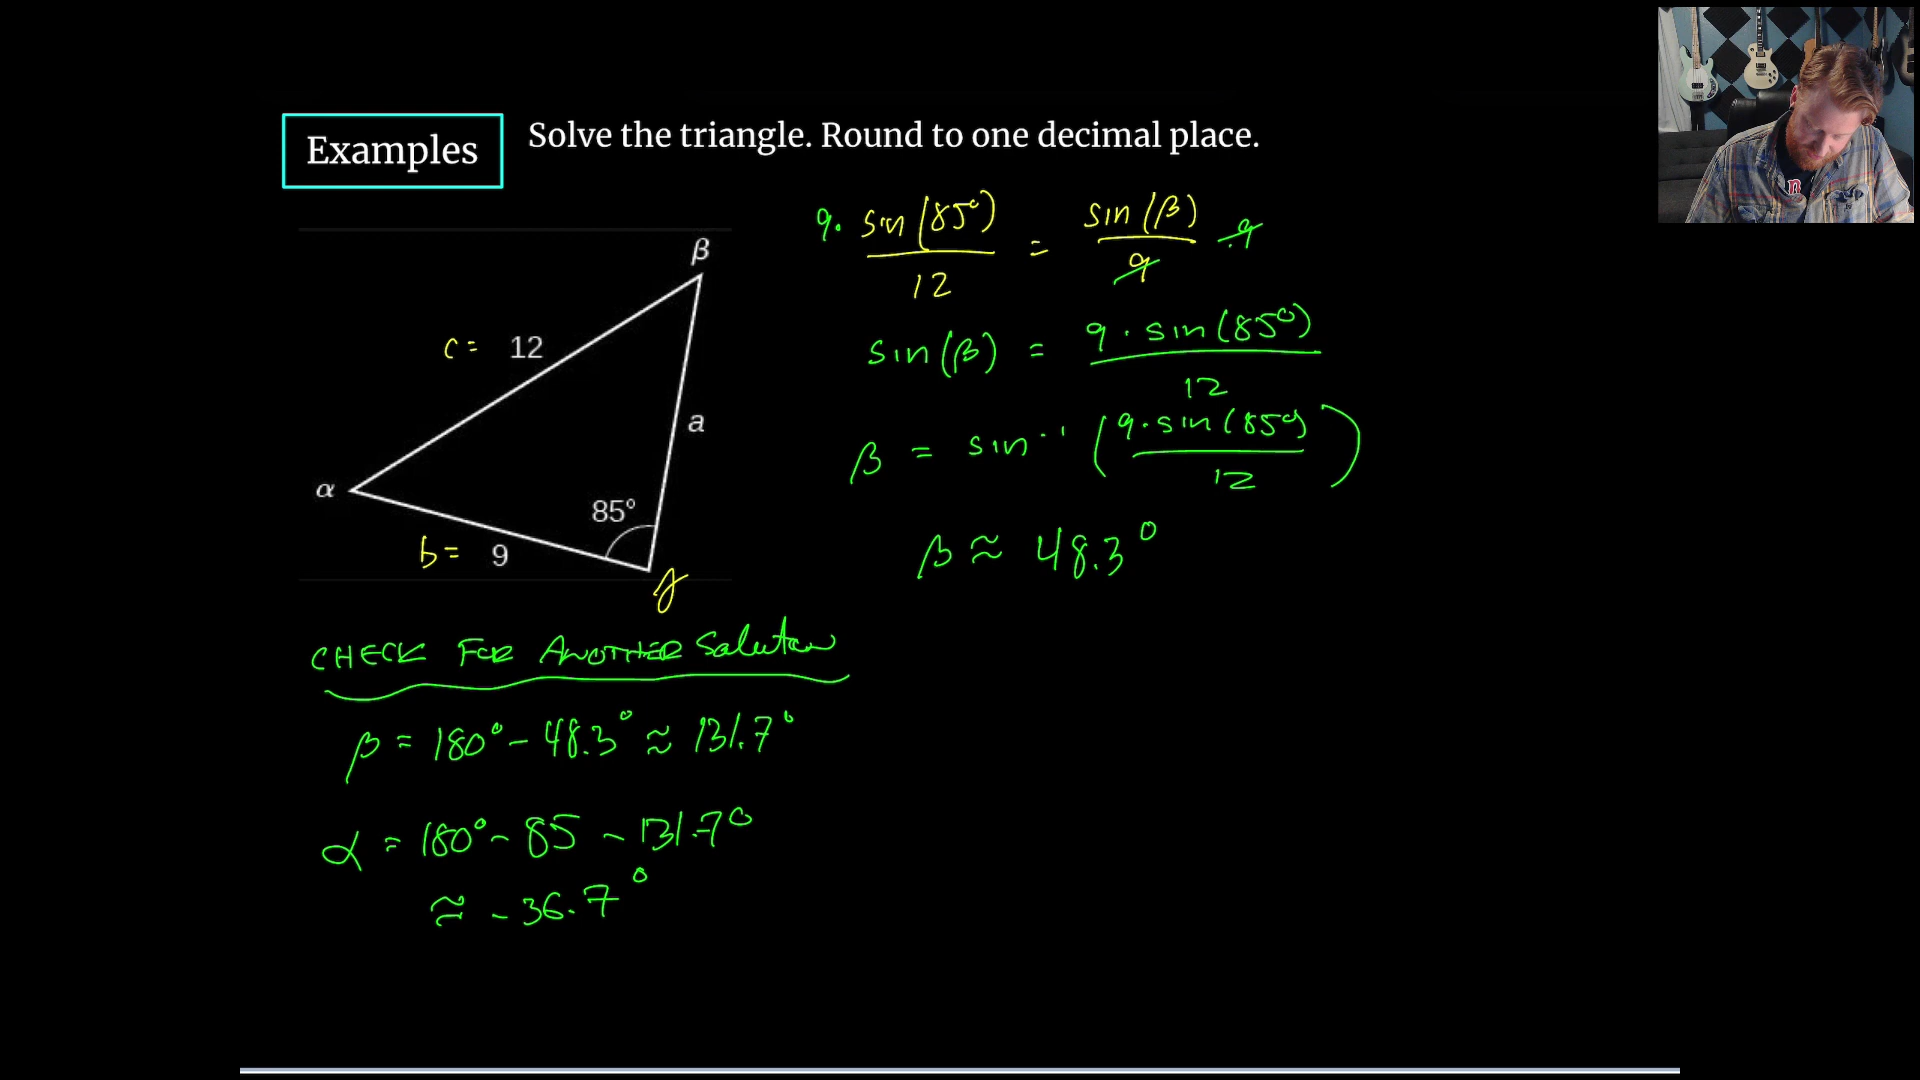 Examples
Solve the triangle. Round to one decimal place.
9 · sin(85°)/12 = sin(β)/9 · 9
sin(β) = 9 · sin(85°)/12
β = sin⁻¹(9 · sin(85°)/12)
β ≈ 48.3°
β
c = 12
a
α
85°
b = 9
γ
CHECK FOR ANOTHER Solution
β = 180° - 48.3° ≈ 131.7°
α = 180° - 85 - 131.7°
≈ -36.7°